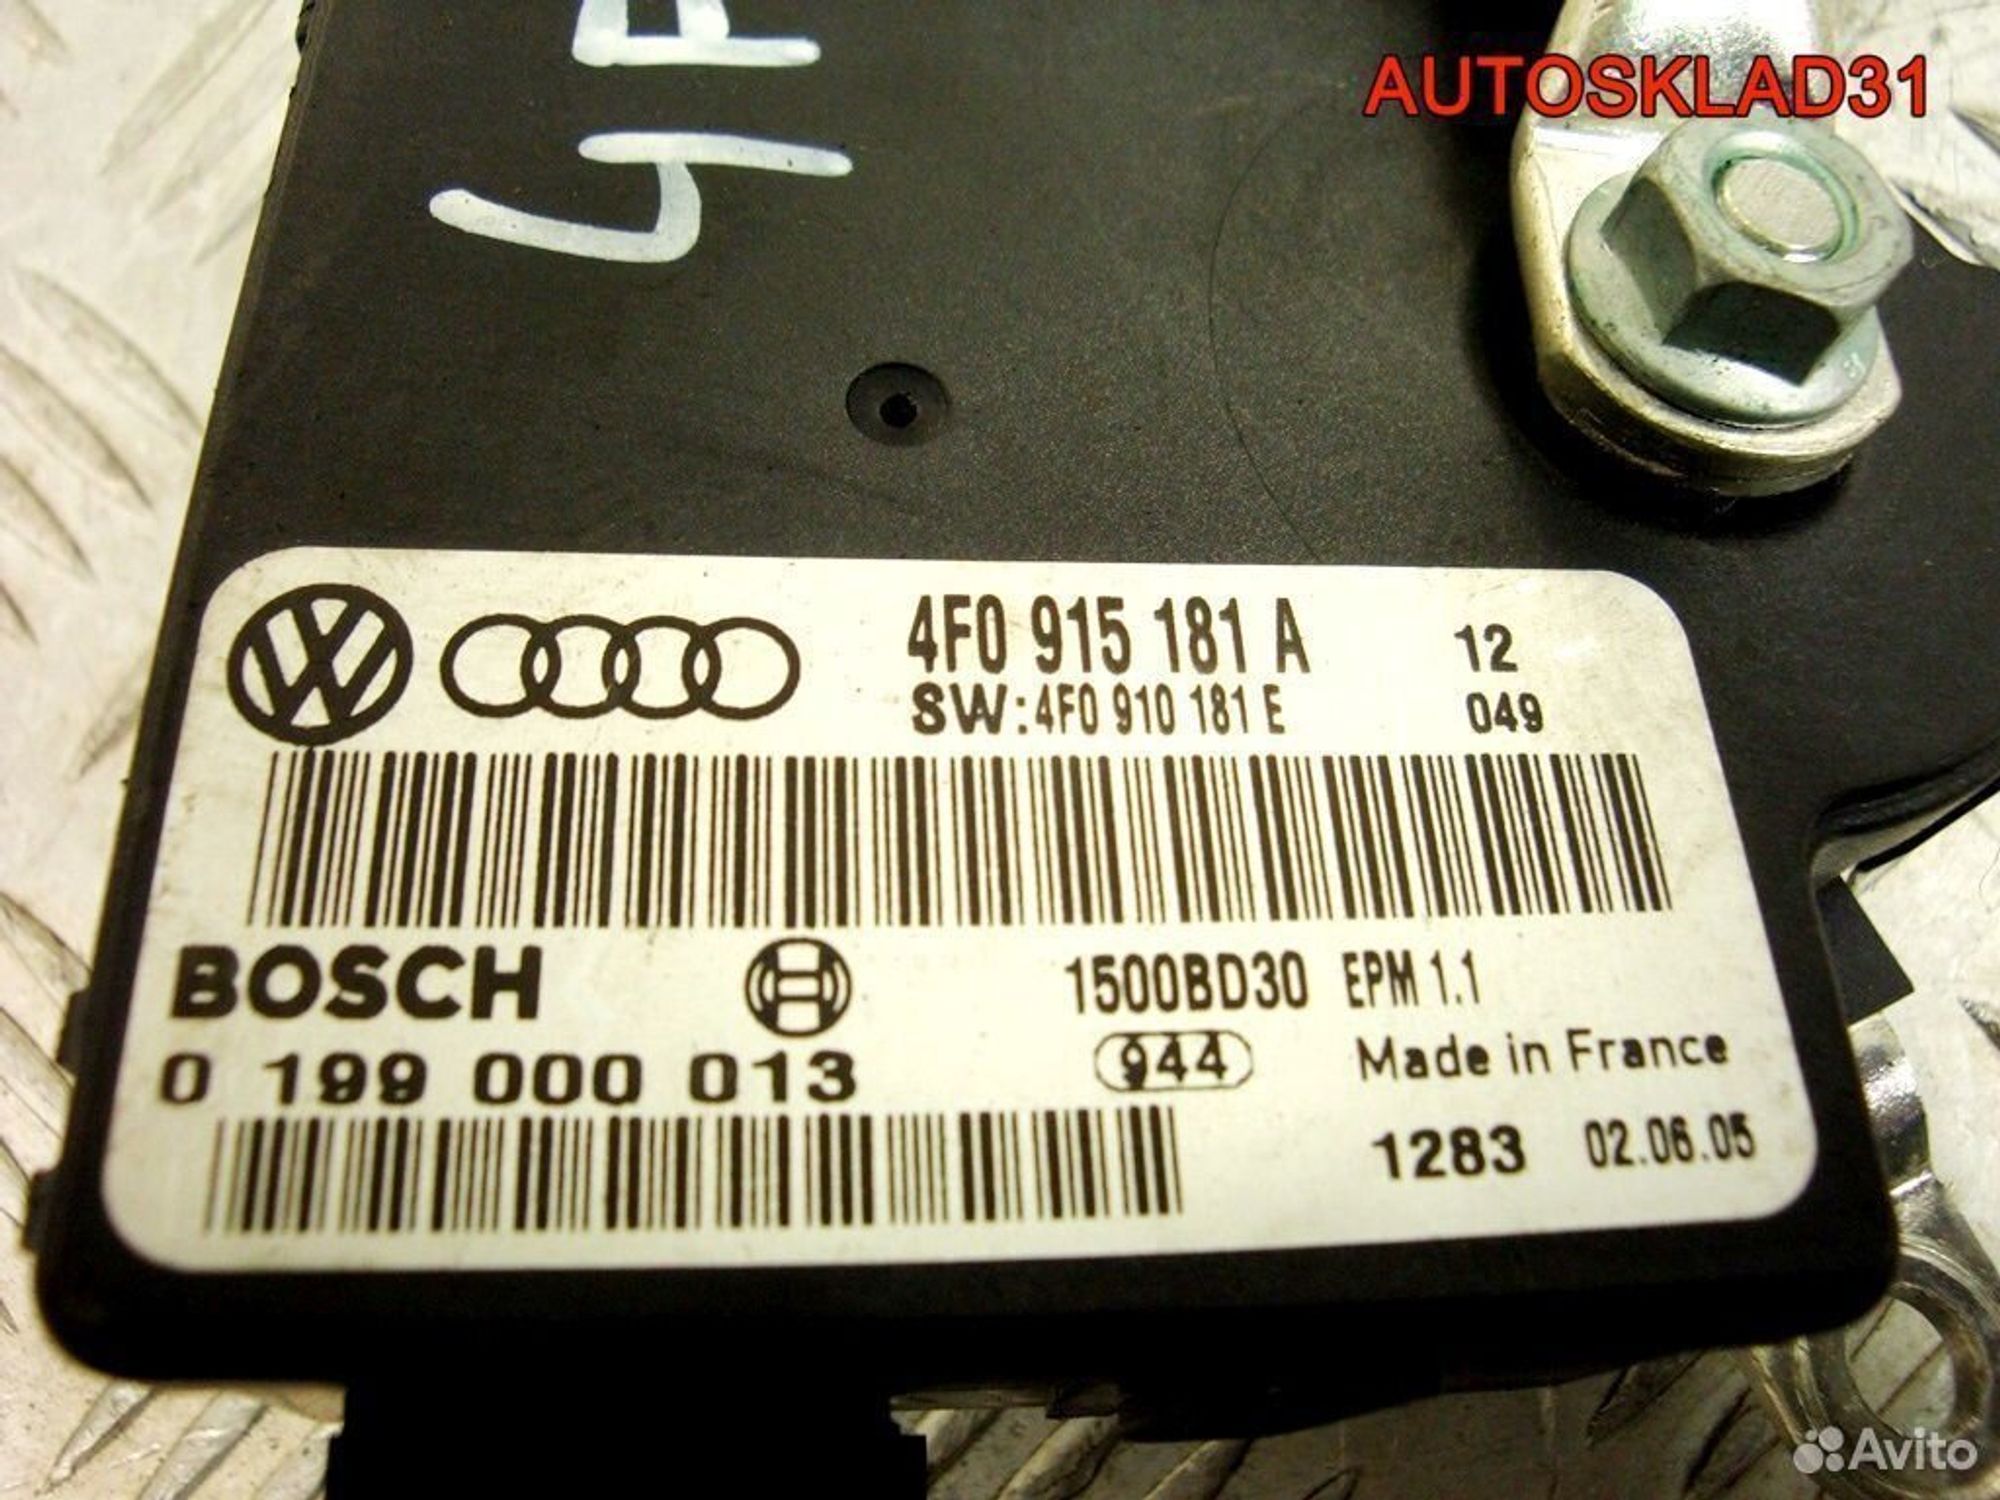 AUTOSKLAD31
4F
4F0 915 181 A 12
SW:4F0 910 181 E 049
BOSCH 1500BD30 EPM 1.1
0 199 000 013 944 Made in France
1283 02.06.05
Avito